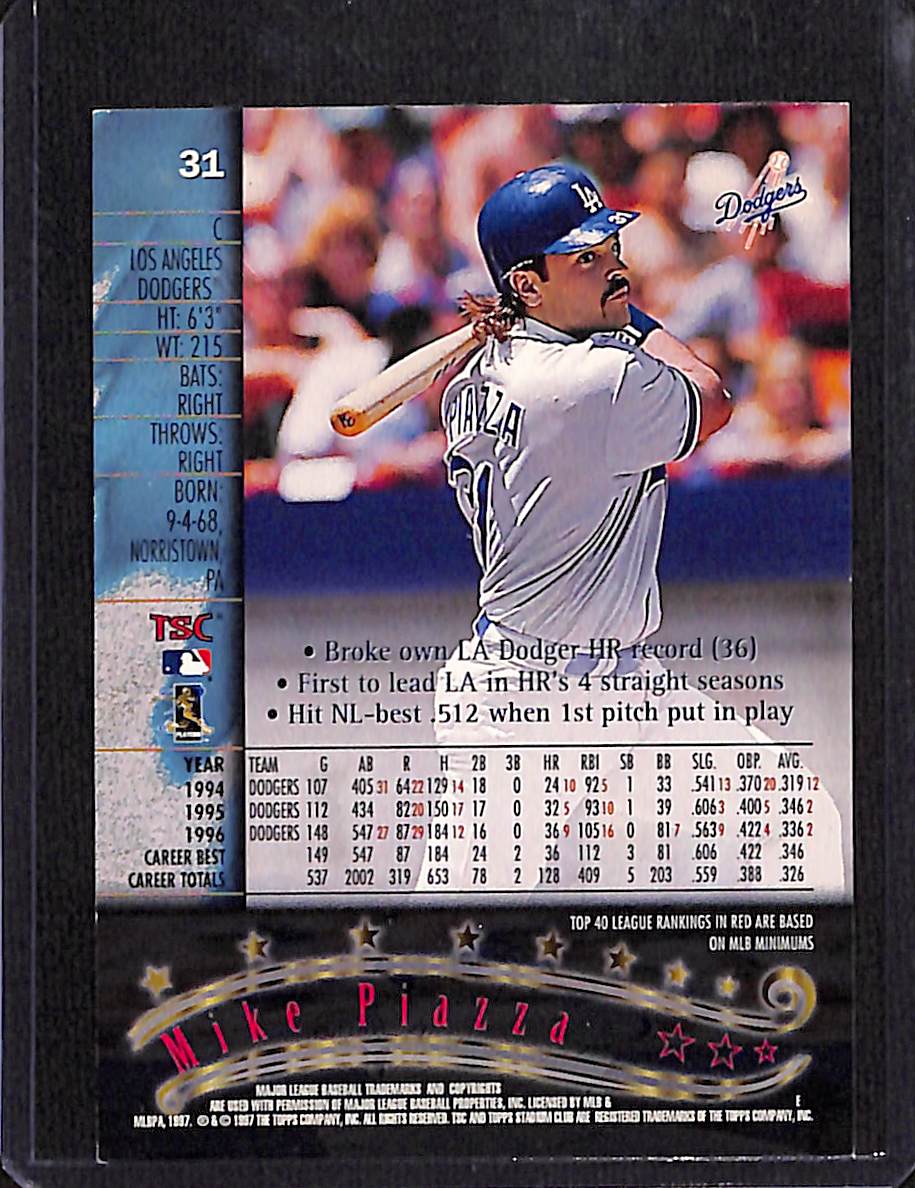 31
C
LOS ANGELES
DODGERS
HT: 6'3"
WT: 215
BATS:
RIGHT
THROWS:
RIGHT
BORN:
9-4-68,
NORRISTOWN,
PA
TSC
Dodgers
LA
31
PIAZZA
• Broke own LA Dodger HR record (36)
• First to lead LA in HR's 4 straight seasons
• Hit NL-best .512 when 1st pitch put in play
YEAR TEAM G AB R H 2B 3B HR RBI SB BB SLG. OBP. AVG.
1994 DODGERS 107 405 31 64 22 129 14 18 0 24 10 92 5 1 33 .541 13 .370 20 .319 12
1995 DODGERS 112 434 82 20 150 17 17 0 32 5 93 10 1 39 .606 3 .400 5 .346 2
1996 DODGERS 148 547 27 87 29 184 12 16 0 36 9 105 16 0 81 7 .563 9 .422 4 .336 2
CAREER BEST 149 547 87 184 24 2 36 112 3 81 .606 .422 .346
CAREER TOTALS 537 2002 319 653 78 2 128 409 5 203 .559 .388 .326
TOP 40 LEAGUE RANKINGS IN RED ARE BASED
ON MLB MINIMUMS
Mike Piazza
MAJOR LEAGUE BASEBALL TRADEMARKS AND COPYRIGHTS
ARE USED WITH PERMISSION OF MAJOR LEAGUE BASEBALL PROPERTIES, INC. LICENSED BY MLB & E
MLBPA, 1997. ® & © 1997 THE TOPPS COMPANY, INC. ALL RIGHTS RESERVED. TSC AND TOPPS STADIUM CLUB ARE REGISTERED TRADEMARKS OF THE TOPPS COMPANY, INC.